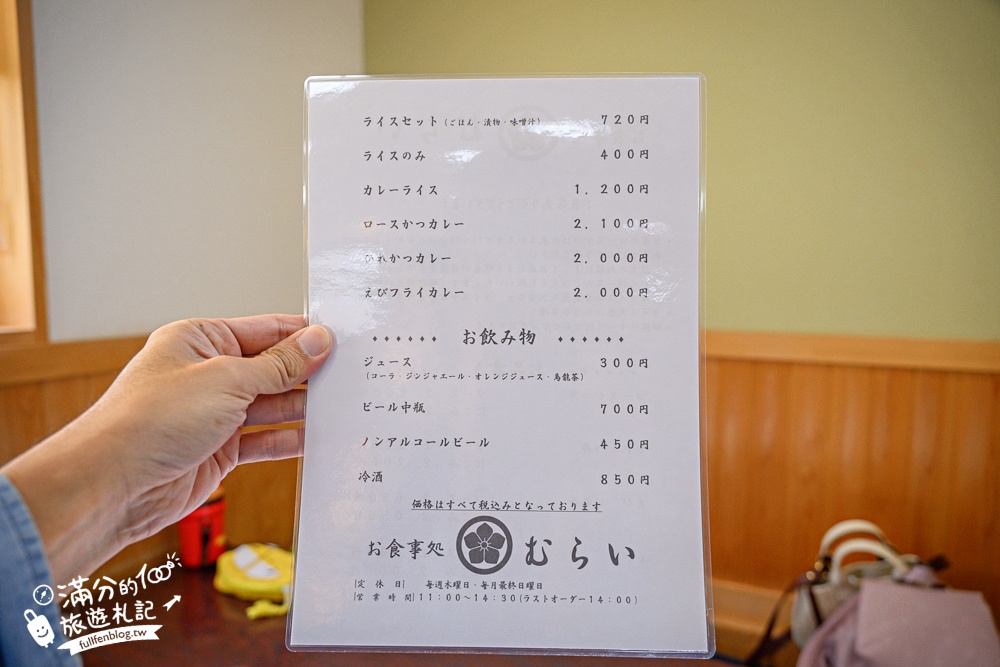 ライスセット(ごはん・漬物・味噌汁) 720円
ライスのみ 400円
カレーライス 1,200円
ロースかつカレー 2,100円
ひれかつカレー 2,000円
えびフライカレー 2,000円
お飲み物
ジュース 300円
(コーラ・ジンジャエール・オレンジジュース・烏龍茶)
ビール中瓶 700円
ノンアルコールビール 450円
冷酒 850円
価格はすべて税込みとなっております
お食事処 むらい
[定休日] 毎週木曜日・毎月最終日曜日
[営業時間]11:00~14:30(ラストオーダー14:00)
滿分的100
旅遊札記
fullfenblog.tw